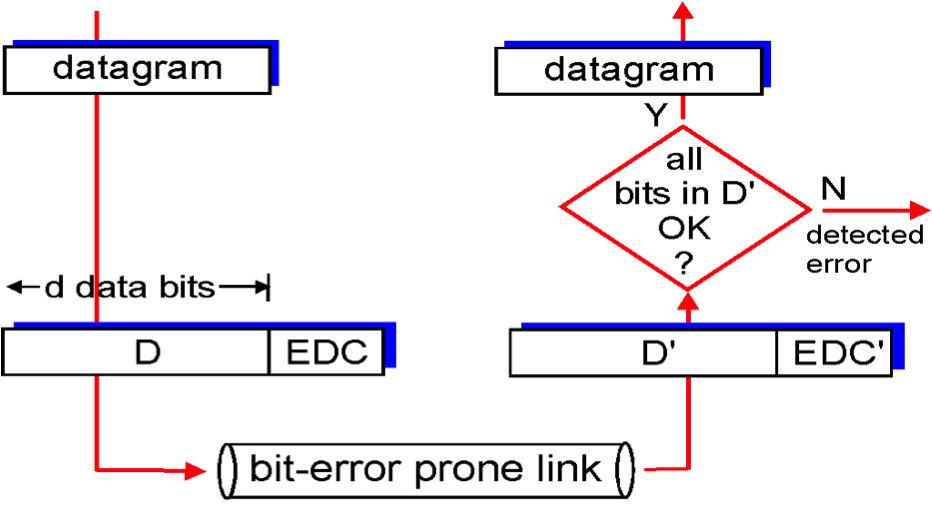 datagram
datagram
Y
all
bits in D'
OK
?
N
detected
error
d data bits
D
EDC
D'
EDC'
bit-error prone link